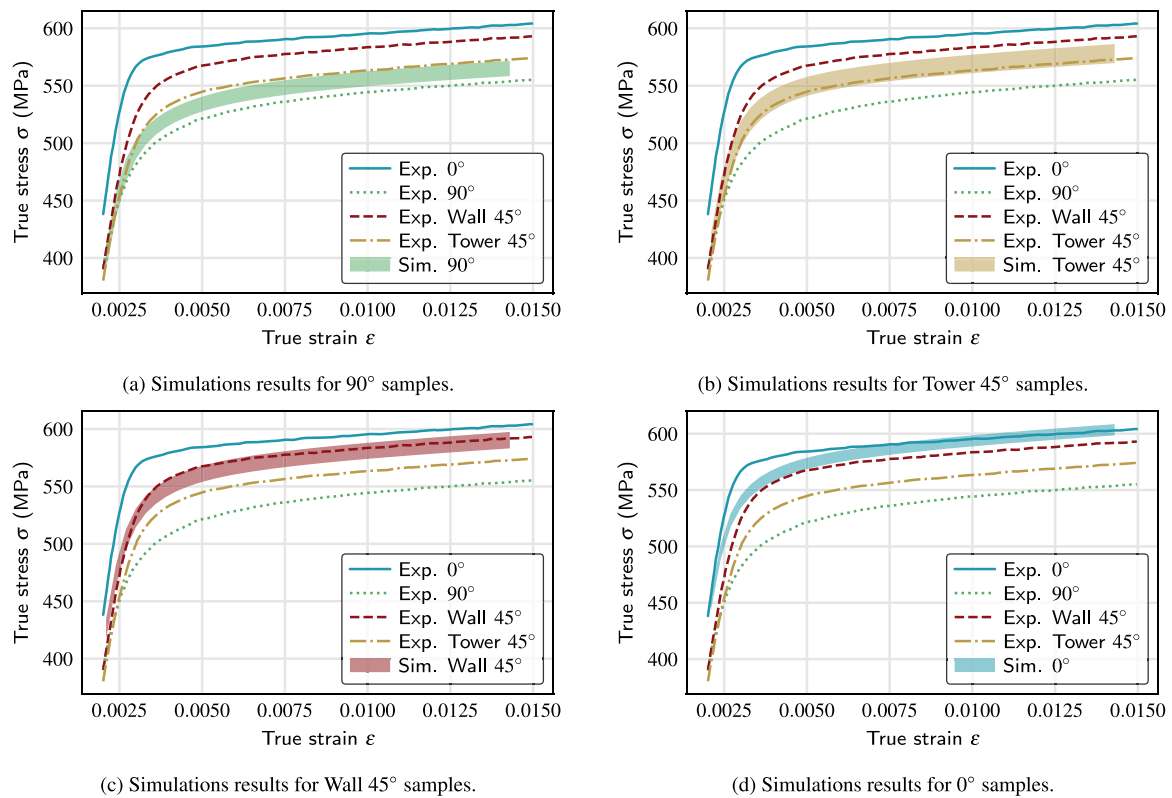 600
550
500
450
400
True stress σ (MPa)
Exp. 0°
Exp. 90°
Exp. Wall 45°
Exp. Tower 45°
Sim. 90°
0.0025 0.0050 0.0075 0.0100 0.0125 0.0150
True strain ε
(a) Simulations results for 90° samples.
600
550
500
450
400
True stress σ (MPa)
Exp. 0°
Exp. 90°
Exp. Wall 45°
Exp. Tower 45°
Sim. Tower 45°
0.0025 0.0050 0.0075 0.0100 0.0125 0.0150
True strain ε
(b) Simulations results for Tower 45° samples.
600
550
500
450
400
True stress σ (MPa)
Exp. 0°
Exp. 90°
Exp. Wall 45°
Exp. Tower 45°
Sim. Wall 45°
0.0025 0.0050 0.0075 0.0100 0.0125 0.0150
True strain ε
(c) Simulations results for Wall 45° samples.
600
550
500
450
400
True stress σ (MPa)
Exp. 0°
Exp. 90°
Exp. Wall 45°
Exp. Tower 45°
Sim. 0°
0.0025 0.0050 0.0075 0.0100 0.0125 0.0150
True strain ε
(d) Simulations results for 0° samples.